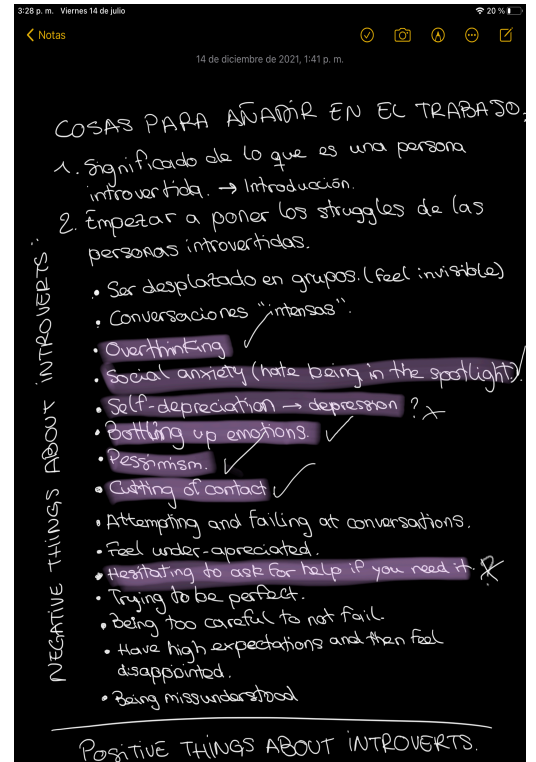 3:28 p. m. Viernes 14 de julio
20 %
Notas
14 de diciembre de 2021, 1:41 p. m.
COSAS PARA AÑADIR EN EL TRABAJO.
1. Significado de lo que es una persona
introvertida. → Introducción.
2. Empezar a poner los struggles de las
personas introvertidas.
NEGATIVE THINGS ABOUT INTROVERTS:
• Ser desplazado en grupos. (feel invisible)
• Conversaciones "intensas".
• Overthinking ✓
• Social anxiety (hate being in the spotlight) ✓
• Self-depreciation → depression ? x
• Bottling up emotions. ✓
• Pessimism. ✓
• Cutting of contact ✓
• Attempting and failing at conversations.
• Feel under-apreciated.
• Hesitating to ask for help if you need it.
• Trying to be perfect.
• Being too careful to not fail.
• Have high expectations and then feel
disappointed.
• Being missunderstood
POSITIVE THINGS ABOUT INTROVERTS.